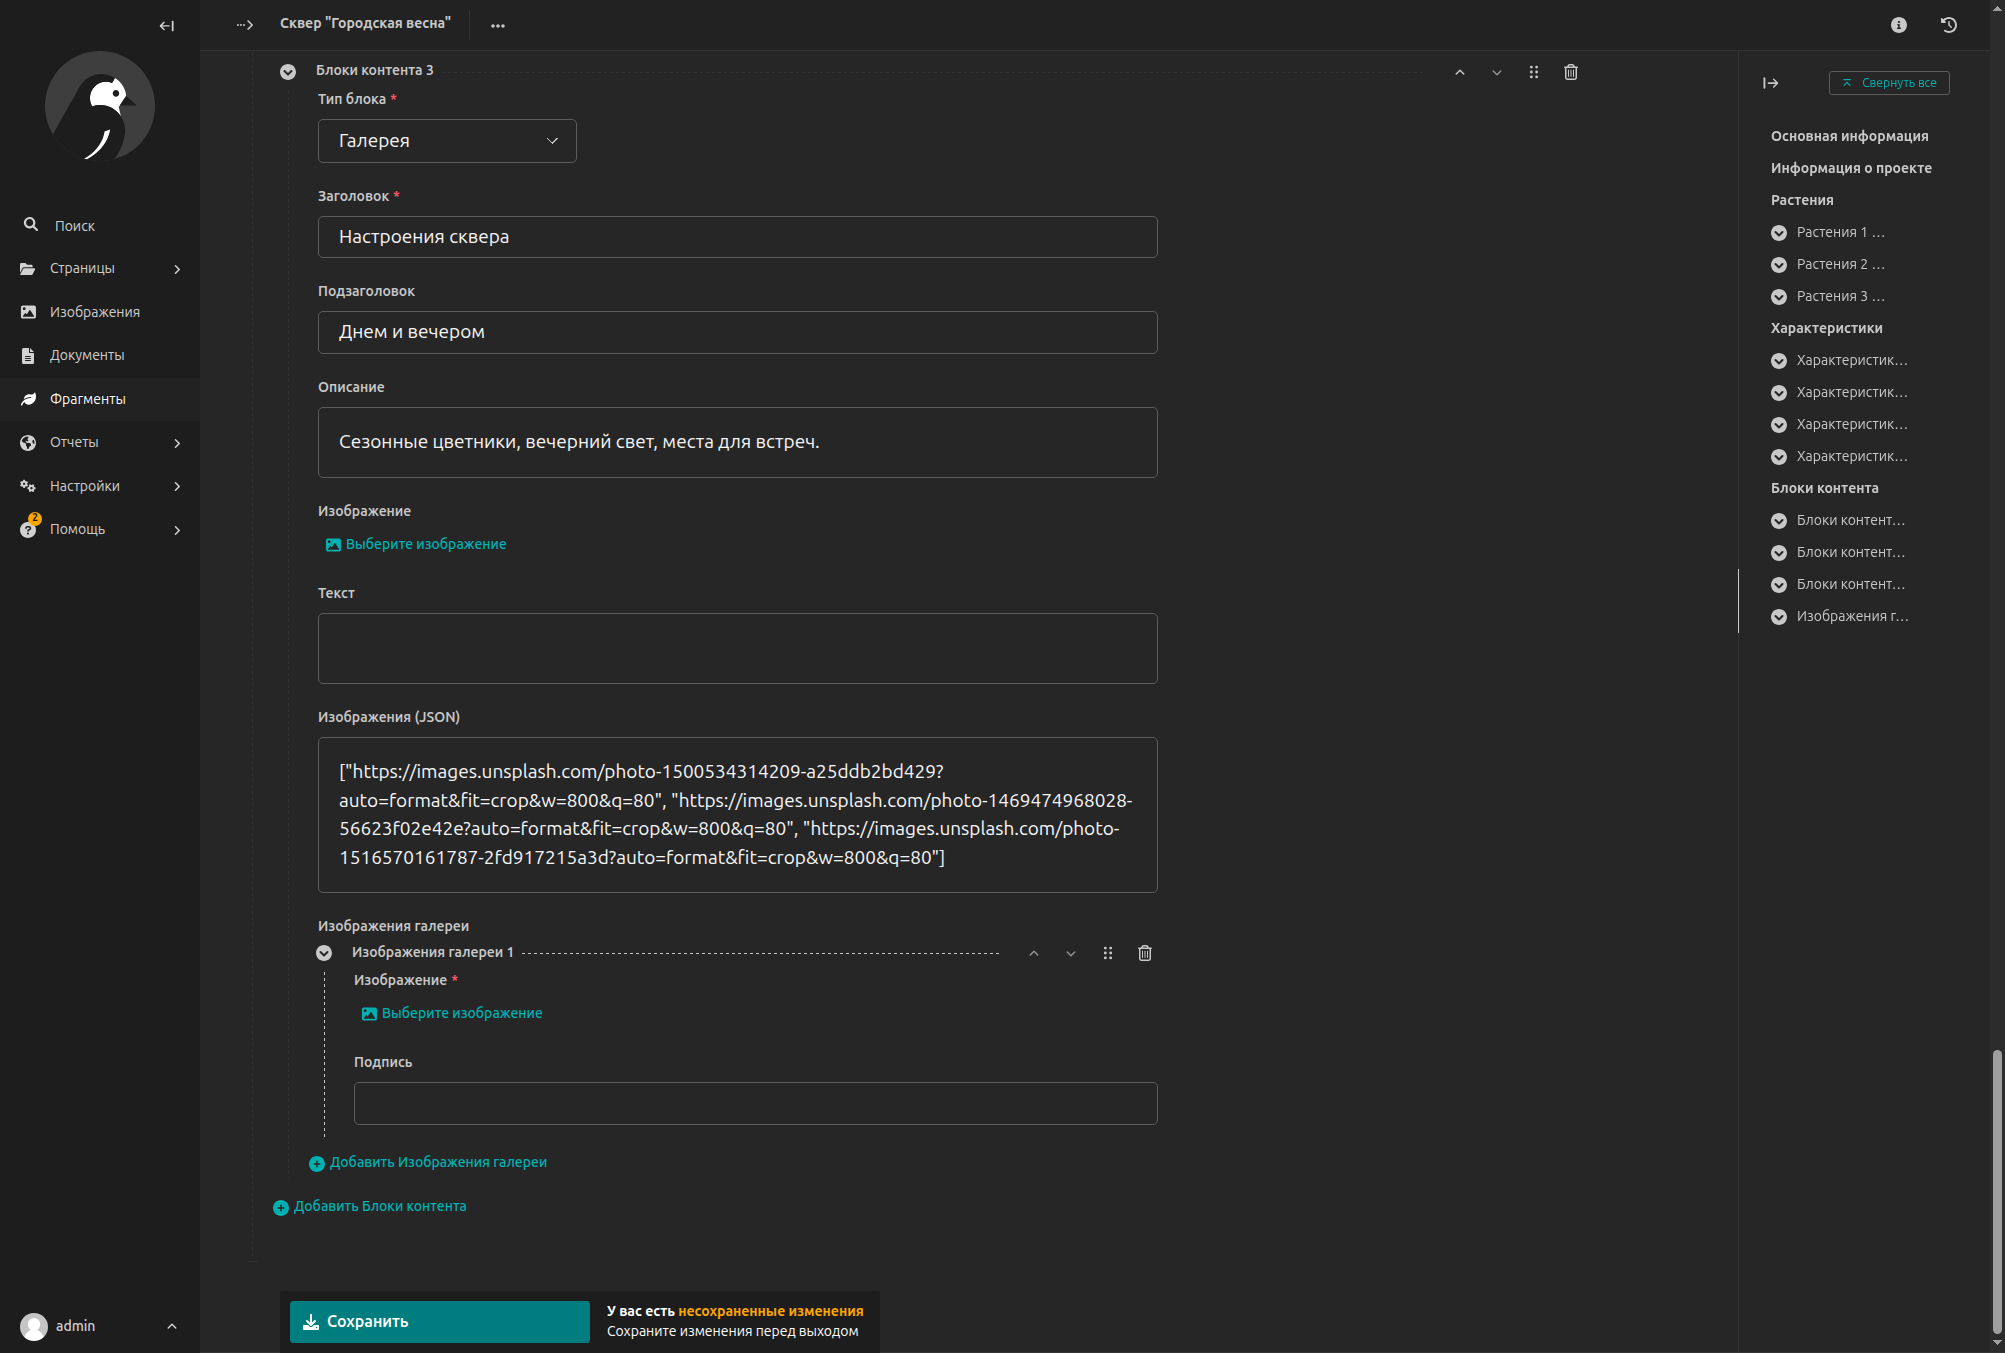 Сквер "Городская весна"
Поиск
Страницы
Изображения
Документы
Фрагменты
Отчеты
Настройки
2
Помощь
admin
Блоки контента 3
Тип блока *
Галерея
Заголовок *
Настроения сквера
Подзаголовок
Днем и вечером
Описание
Сезонные цветники, вечерний свет, места для встреч.
Изображение
Выберите изображение
Текст
Изображения (JSON)
["https://images.unsplash.com/photo-1500534314209-a25ddb2bd429?
auto=format&fit=crop&w=800&q=80", "https://images.unsplash.com/photo-1469474968028-
56623f02e42e?auto=format&fit=crop&w=800&q=80", "https://images.unsplash.com/photo-
1516570161787-2fd917215a3d?auto=format&fit=crop&w=800&q=80"]
Изображения галереи
Изображения галереи 1
Изображение *
Выберите изображение
Подпись
Добавить Изображения галереи
Добавить Блоки контента
Сохранить
У вас есть несохраненные изменения
Сохраните изменения перед выходом
Свернуть все
Основная информация
Информация о проекте
Растения
Растения 1 …
Растения 2 …
Растения 3 …
Характеристики
Характеристик…
Характеристик…
Характеристик…
Характеристик…
Блоки контента
Блоки контент…
Блоки контент…
Блоки контент…
Изображения г…